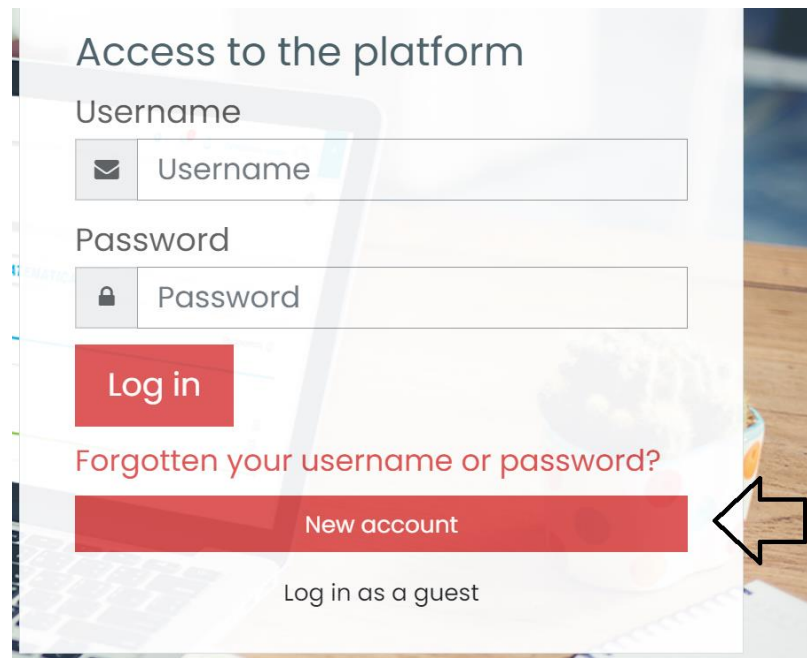 Access to the platform
Username
Username
Password
Password
Log in
Forgotten your username or password?
New account
Log in as a guest